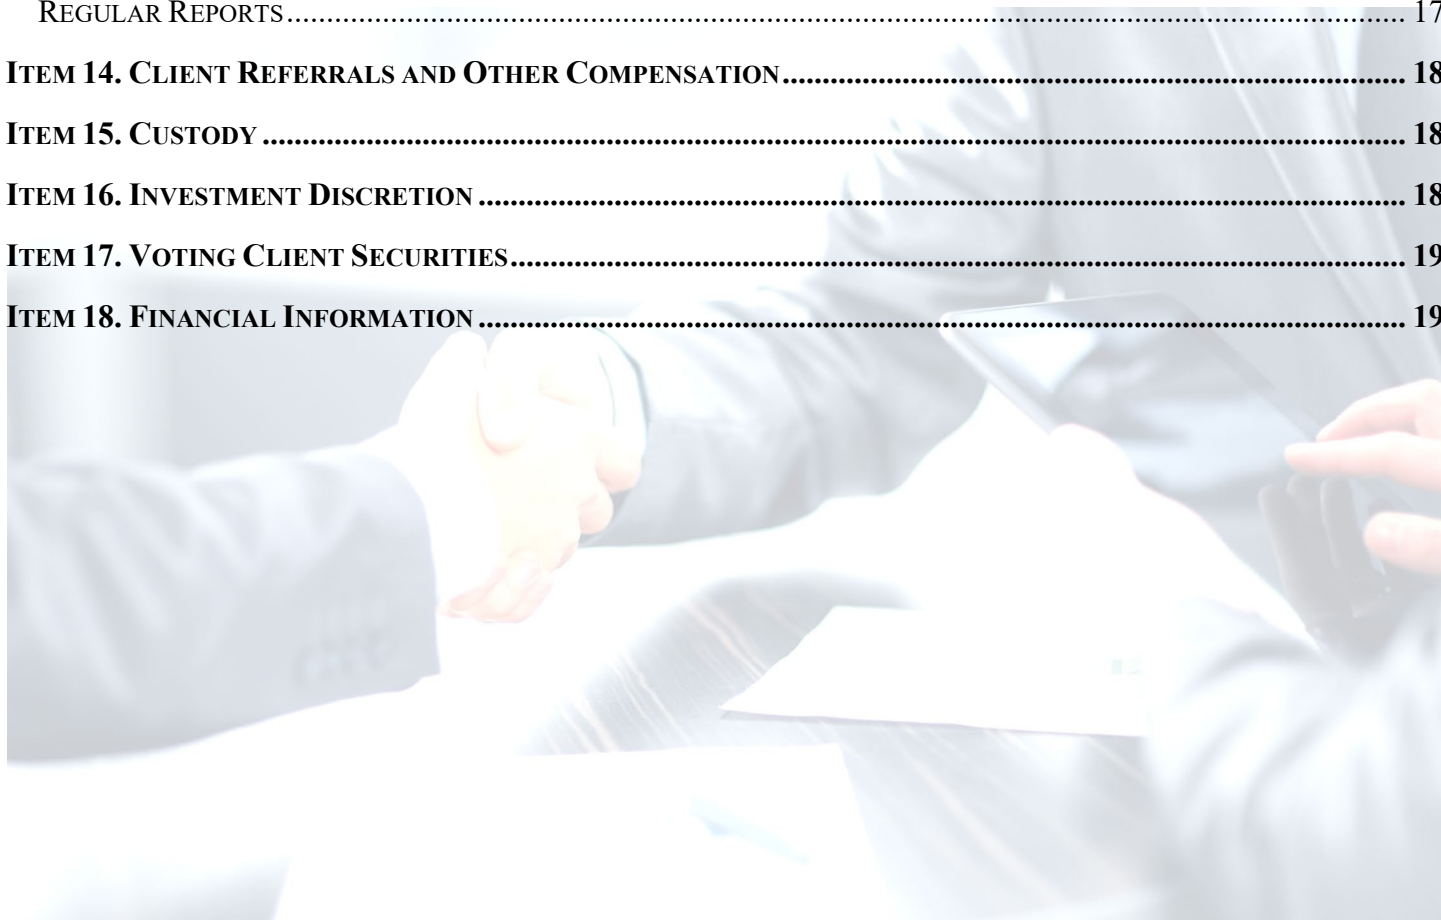 REGULAR REPORTS........................................................................................................................................ 17
ITEM 14. CLIENT REFERRALS AND OTHER COMPENSATION........................................................................... 18
ITEM 15. CUSTODY ........................................................................................................................................ 18
ITEM 16. INVESTMENT DISCRETION ................................................................................................................ 18
ITEM 17. VOTING CLIENT SECURITIES............................................................................................................ 19
ITEM 18. FINANCIAL INFORMATION ................................................................................................................ 19